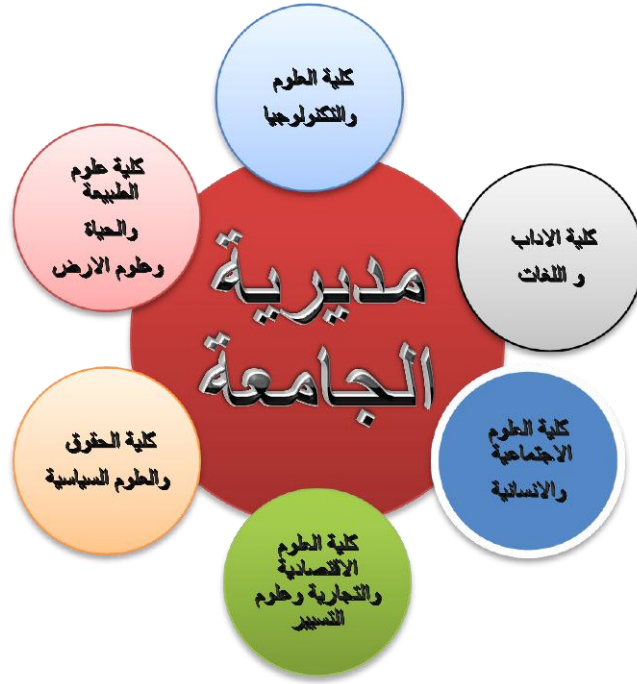 كلية العلوم
والتكنولوجيا
كلية الاداب
و اللغات
كلية العلوم
الاجتماعية
والانسانية
كلية العلوم
الاقتصادية
والتجارية وعلوم
التسيير
كلية الحقوق
والعلوم السياسية
كلية علوم
الطبيعة
والحياة
وعلوم الارض
مديرية
الجامعة